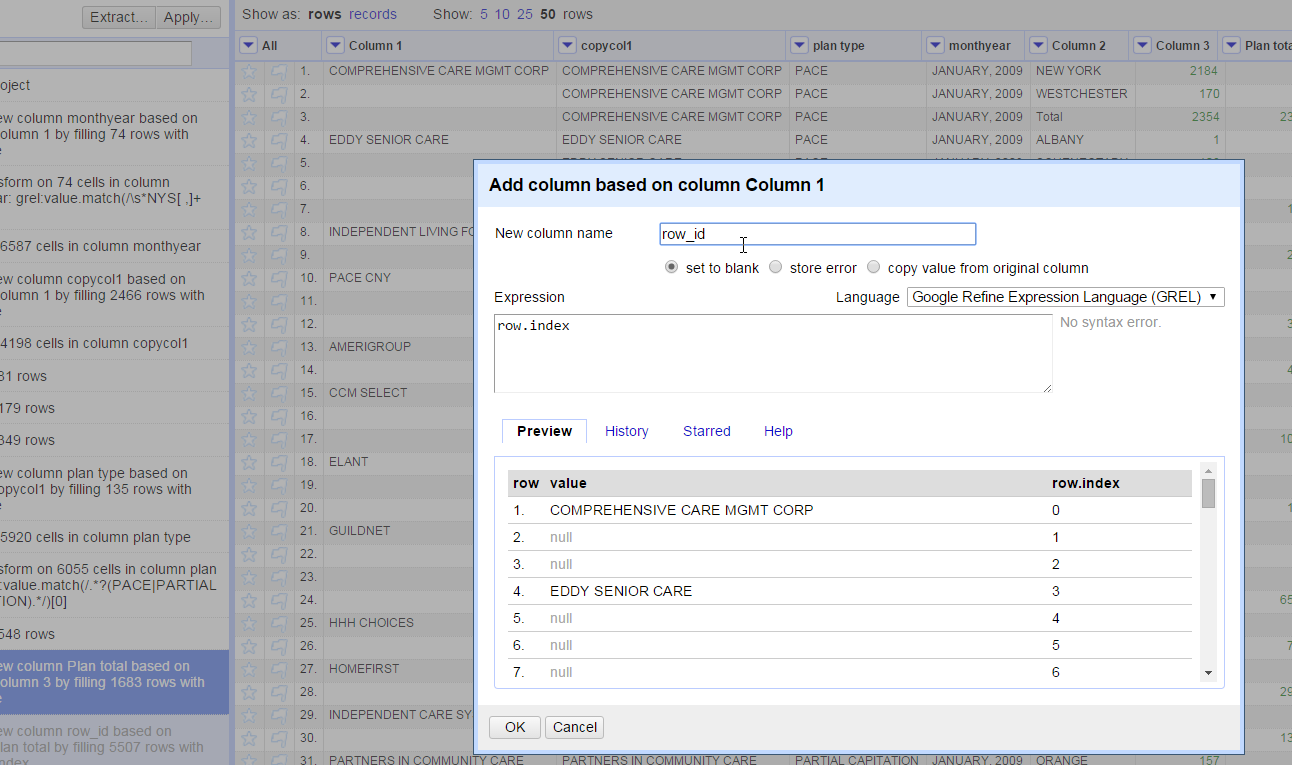 Extract... Apply...
Show as: rows records Show: 5 10 25 50 rows
All Column 1 copycol1 plan type monthyear Column 2 Column 3 Plan tota
1. COMPREHENSIVE CARE MGMT CORP COMPREHENSIVE CARE MGMT CORP PACE JANUARY, 2009 NEW YORK 2184
2. COMPREHENSIVE CARE MGMT CORP PACE JANUARY, 2009 WESTCHESTER 170
3. COMPREHENSIVE CARE MGMT CORP PACE JANUARY, 2009 Total 2354 23
4. EDDY SENIOR CARE EDDY SENIOR CARE PACE JANUARY, 2009 ALBANY 1
5.
6.
7. 1
8. INDEPENDENT LIVING FO
9. 2
10. PACE CNY
11.
12. 3
13. AMERIGROUP
14. 4
15. CCM SELECT
16.
17. 10
18. ELANT
19.
20. 1
21. GUILDNET
22.
23.
24. 65
25. HHH CHOICES
26. 7
27. HOMEFIRST
28. 29
29. INDEPENDENT CARE SY
30. 13
31. PARTNERS IN COMMUNITY CARE PARTNERS IN COMMUNITY CARE PARTIAL CAPITATION JANUARY, 2009 ORANGE 157
oject
ew column monthyear based on
olumn 1 by filling 74 rows with
e
sform on 74 cells in column
ar: grel:value.match(/\s*NYS[ ,]+
6587 cells in column monthyear
ew column copycol1 based on
olumn 1 by filling 2466 rows with
e
4198 cells in column copycol1
31 rows
179 rows
349 rows
ew column plan type based on
opycol1 by filling 135 rows with
e
5920 cells in column plan type
sform on 6055 cells in column plan
:value.match(/.*?(PACE|PARTIAL
TION).*/)[0]
548 rows
ew column Plan total based on
olumn 3 by filling 1683 rows with
e
ew column row_id based on
lan total by filling 5507 rows with
ndex
Add column based on column Column 1
New column name row_id
set to blank store error copy value from original column
Expression Language Google Refine Expression Language (GREL)
row.index No syntax error.
Preview History Starred Help
row value row.index
1. COMPREHENSIVE CARE MGMT CORP 0
2. null 1
3. null 2
4. EDDY SENIOR CARE 3
5. null 4
6. null 5
7. null 6
OK Cancel